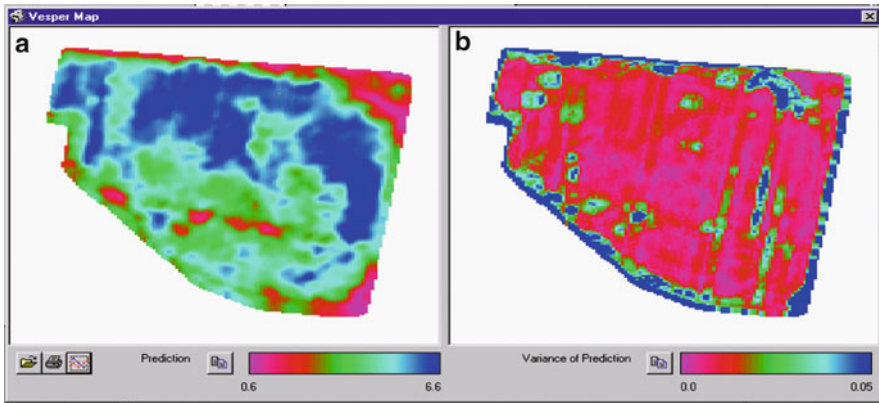 Vesper Map
a
b
Prediction
0.6
6.6
Variance of Prediction
0.0
0.05